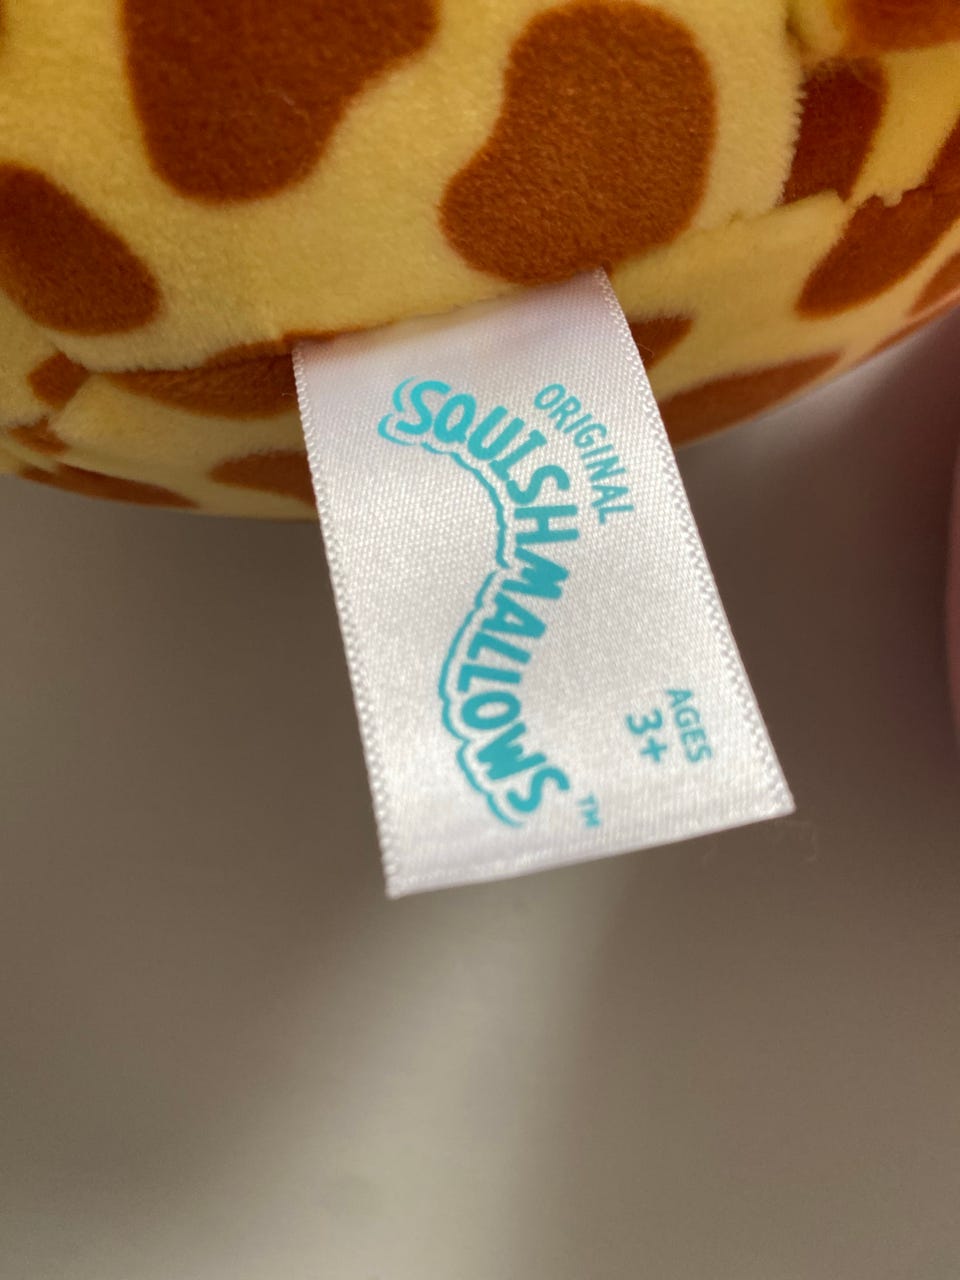 ORIGINAL
SQUISHMALLOWS™
AGES
3+